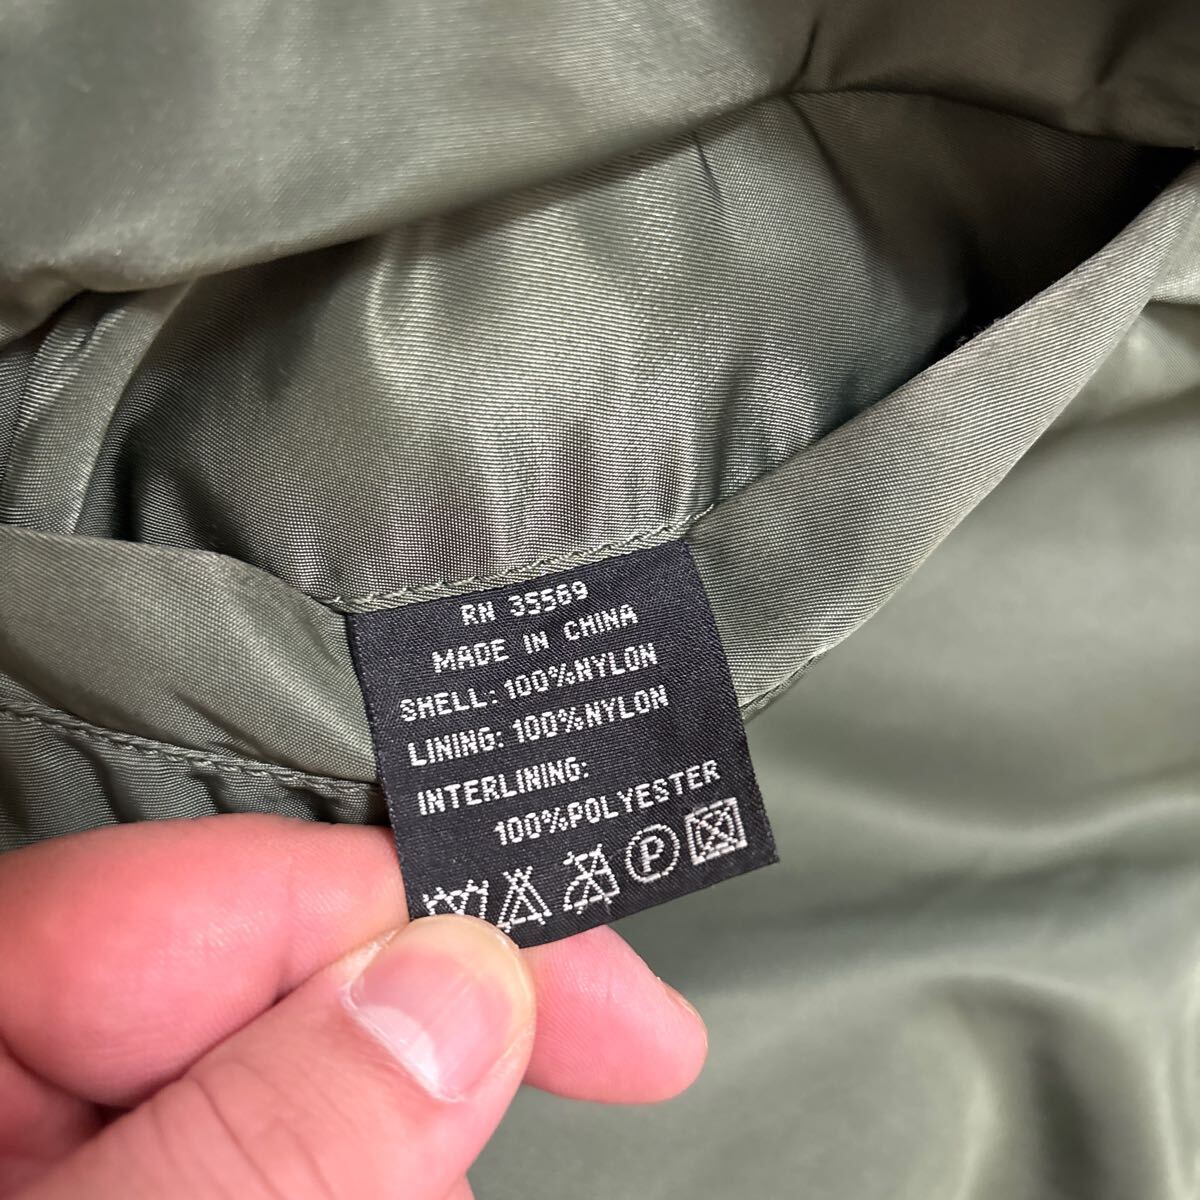 RN 35569
MADE IN CHINA
SHELL: 100%NYLON
LINING: 100%NYLON
INTERLINING:
100%POLYESTER
P